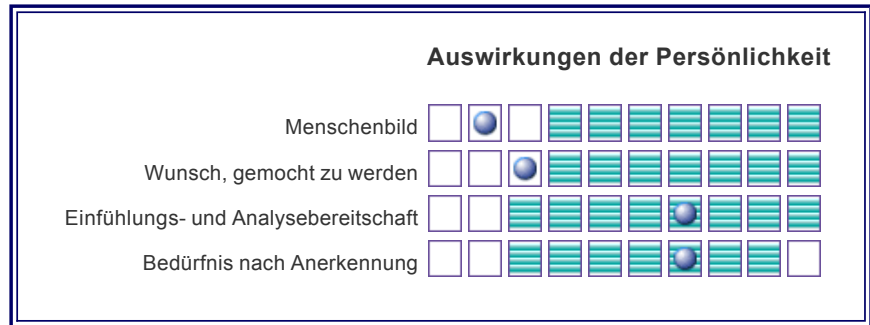 Auswirkungen der Persönlichkeit
Menschenbild
Wunsch, gemocht zu werden
Einfühlungs- und Analysebereitschaft
Bedürfnis nach Anerkennung